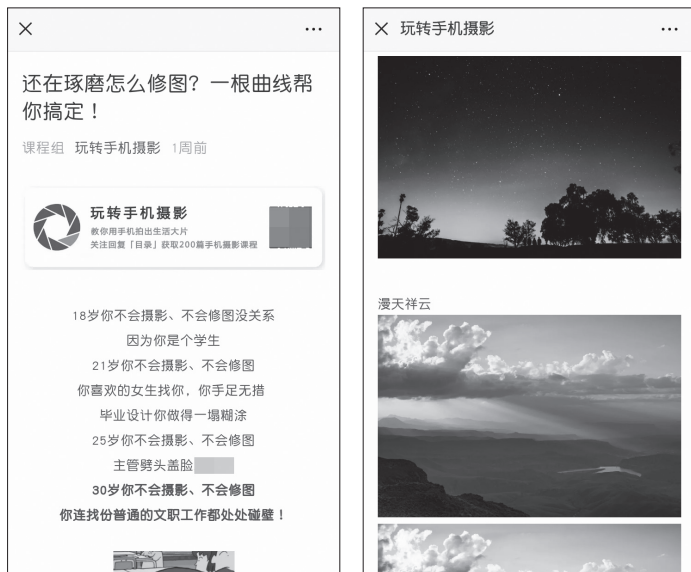 还在琢磨怎么修图？一根曲线帮
你搞定！
课程组 玩转手机摄影 1周前
玩转手机摄影
教你用手机拍出生活大片
关注回复「目录」获取200篇手机摄影课程
18岁你不会摄影、不会修图没关系
因为你是个学生
21岁你不会摄影、不会修图
你喜欢的女生找你，你手足无措
毕业设计你做得一塌糊涂
25岁你不会摄影、不会修图
主管劈头盖脸
30岁你不会摄影、不会修图
你连找份普通的文职工作都处处碰壁！
玩转手机摄影
漫天祥云